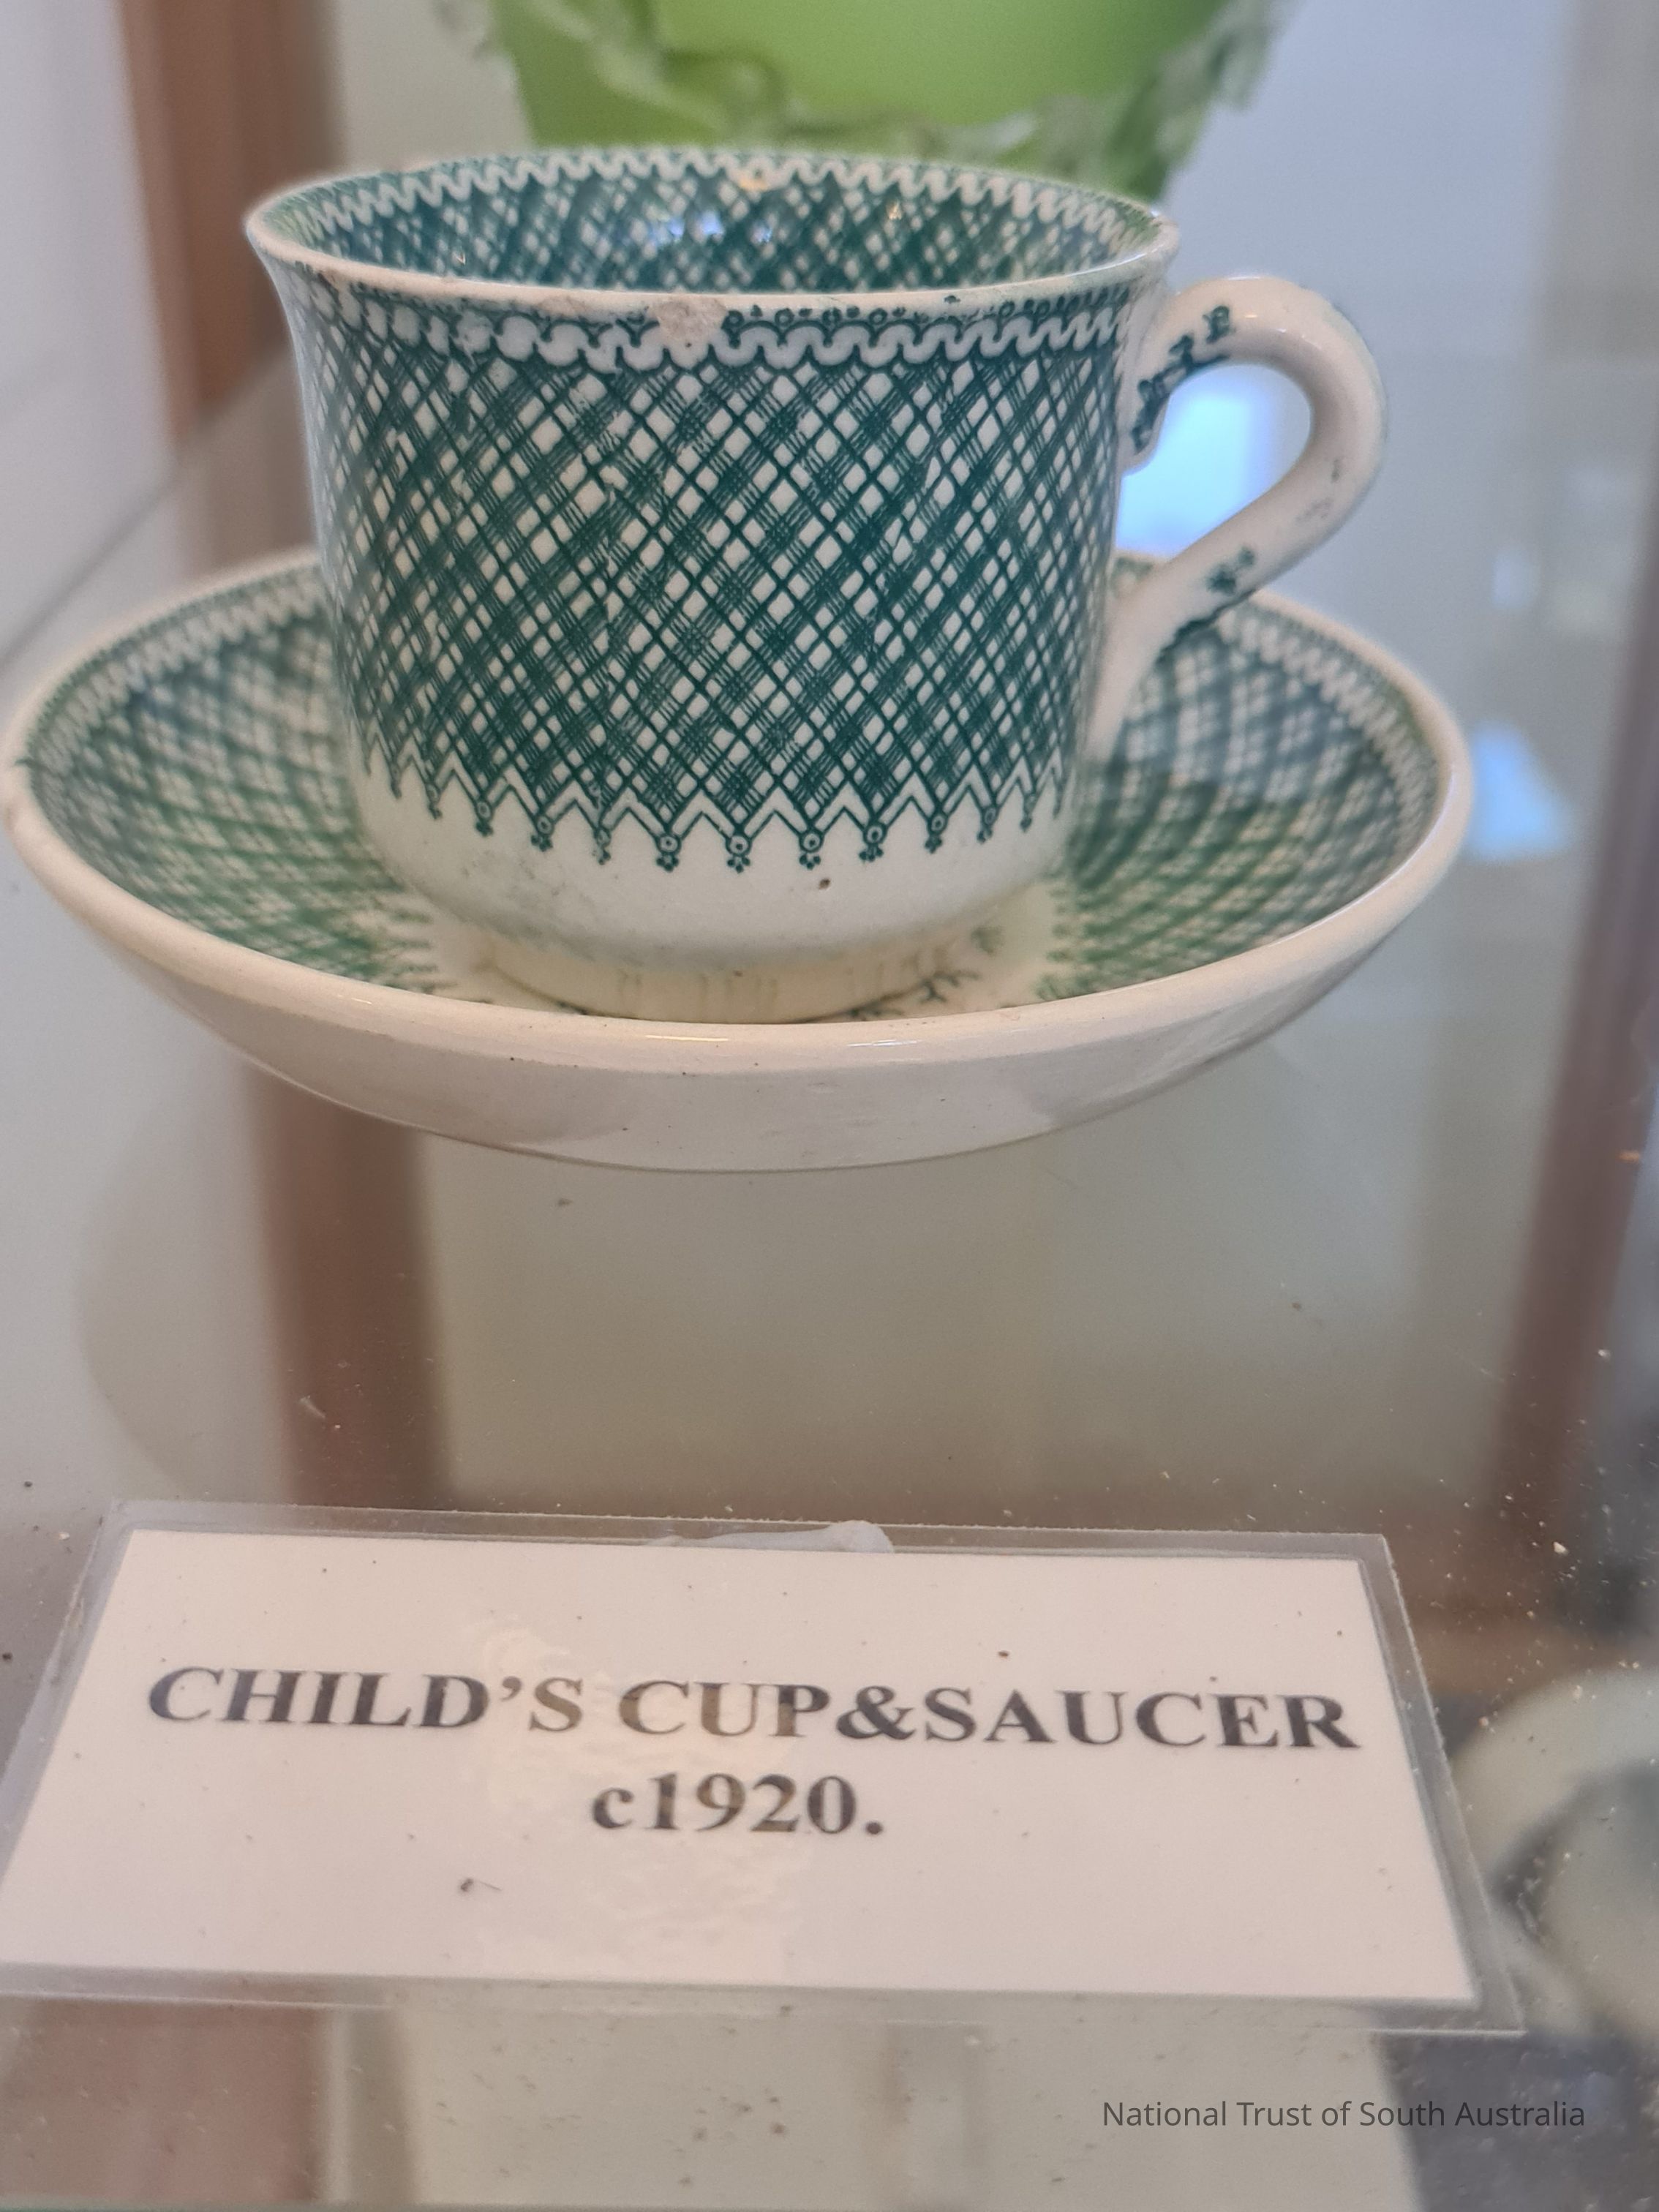 CHILD'S CUP&SAUCER
c1920.
National Trust of South Australia